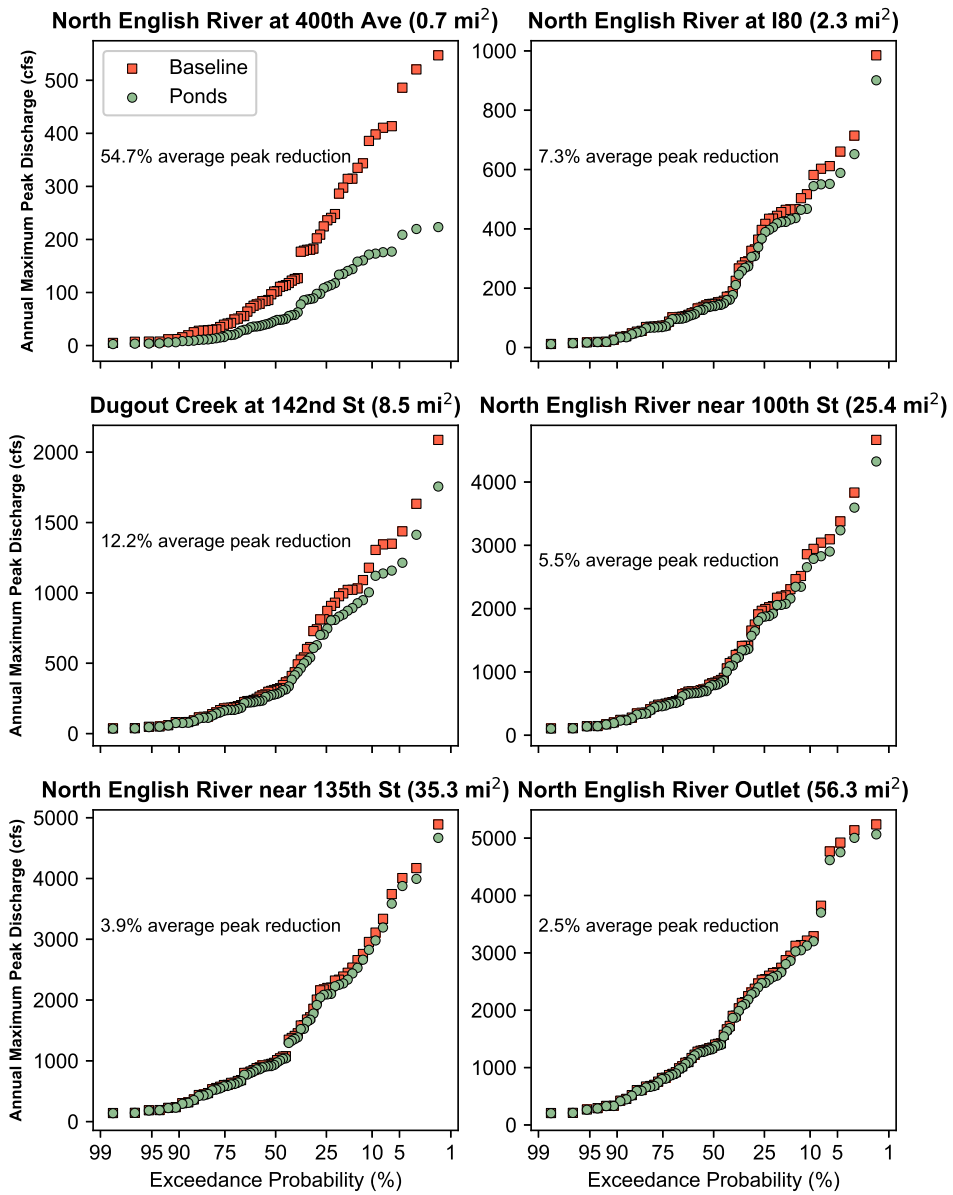 North English River at 400th Ave (0.7 mi²)
North English River at I80 (2.3 mi²)
Annual Maximum Peak Discharge (cfs)
Baseline
Ponds
54.7% average peak reduction
500
400
300
200
100
0
7.3% average peak reduction
1000
800
600
400
200
0
Dugout Creek at 142nd St (8.5 mi²)
North English River near 100th St (25.4 mi²)
Annual Maximum Peak Discharge (cfs)
12.2% average peak reduction
2000
1500
1000
500
0
5.5% average peak reduction
4000
3000
2000
1000
0
North English River near 135th St (35.3 mi²)
North English River Outlet (56.3 mi²)
Annual Maximum Peak Discharge (cfs)
3.9% average peak reduction
5000
4000
3000
2000
1000
0
2.5% average peak reduction
5000
4000
3000
2000
1000
0
99 95 90 75 50 25 10 5 1
99 95 90 75 50 25 10 5 1
Exceedance Probability (%)
Exceedance Probability (%)